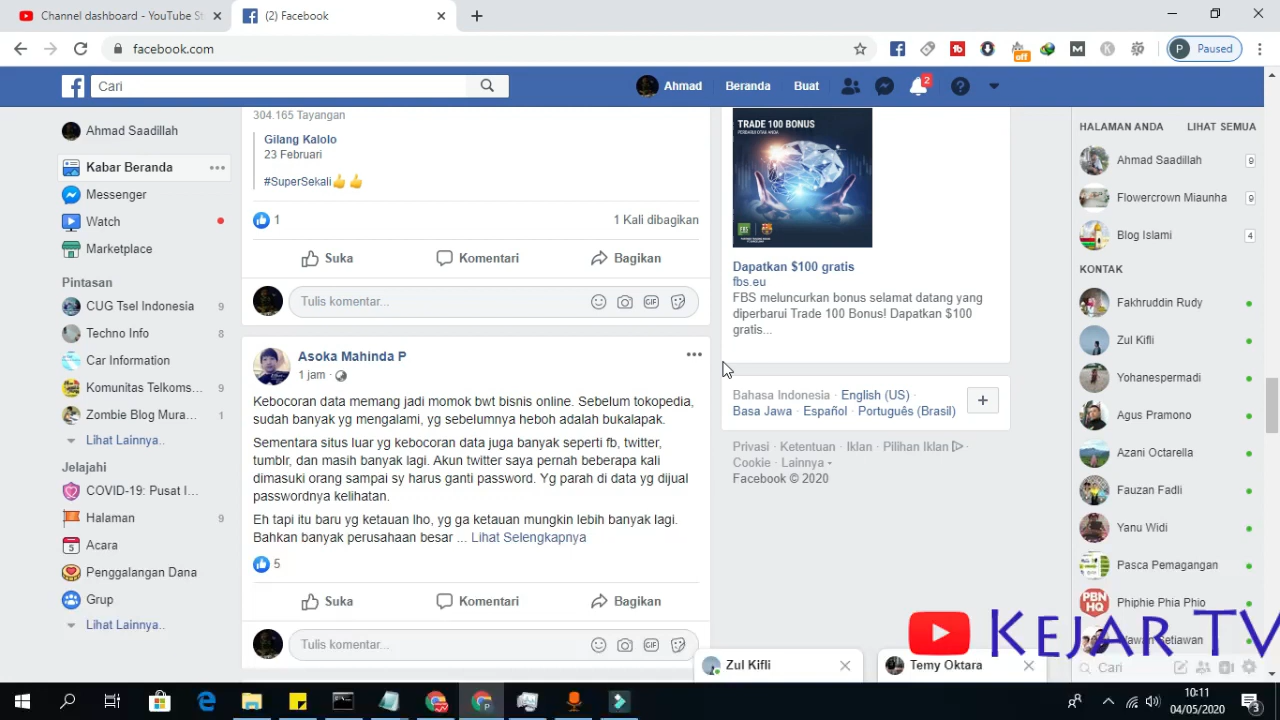 Channel dashboard - YouTube St
(2) Facebook
facebook.com
off
P
Paused
Cari
Ahmad
Beranda
Buat
2
Ahmad Saadillah
Kabar Beranda
Messenger
Watch
Marketplace
Pintasan
CUG Tsel Indonesia 9
Techno Info 8
Car Information
Komunitas Telkoms... 9
Zombie Blog Mura... 1
Lihat Lainnya..
Jelajahi
COVID-19: Pusat I...
Halaman 9
Acara
Penggalangan Dana
Grup
Lihat Lainnya..
304.165 Tayangan
Gilang Kalolo
23 Februari
#SuperSekali👍👍
1
1 Kali dibagikan
Suka
Komentari
Bagikan
Tulis komentar...
GIF
Asoka Mahinda P
1 jam ·
Kebocoran data memang jadi momok bwt bisnis online. Sebelum tokopedia,
sudah banyak yg mengalami, yg sebelumnya heboh adalah bukalapak.
Sementara situs luar yg kebocoran data juga banyak seperti fb, twitter,
tumblr, dan masih banyak lagi. Akun twitter saya pernah beberapa kali
dimasuki orang sampai sy harus ganti password. Yg parah di data yg dijual
passwordnya kelihatan.
Eh tapi itu baru yg ketauan lho, yg ga ketauan mungkin lebih banyak lagi.
Bahkan banyak perusahaan besar ... Lihat Selengkapnya
5
Suka
Komentari
Bagikan
Tulis komentar...
GIF
TRADE 100 BONUS
Dapatkan $100 gratis
fbs.eu
FBS meluncurkan bonus selamat datang yang
diperbarui Trade 100 Bonus! Dapatkan $100
gratis...
Bahasa Indonesia · English (US) ·
Basa Jawa · Español · Português (Brasil)
Privasi · Ketentuan · Iklan · Pilihan Iklan ·
Cookie · Lainnya
Facebook © 2020
HALAMAN ANDA
LIHAT SEMUA
Ahmad Saadillah 9
Flowercrown Miaunha 9
Blog Islami 4
KONTAK
Fakhruddin Rudy
Zul Kifli
Yohanespermadi
Agus Pramono
Azani Octarella
Fauzan Fadli
Yanu Widi
Pasca Pemagangan
PBN
HQ
Phiphie Phia Phio
Setiawan
Cari
Zul Kifli
Temy Oktara
KEJAR TV
10:11
04/05/2020
3